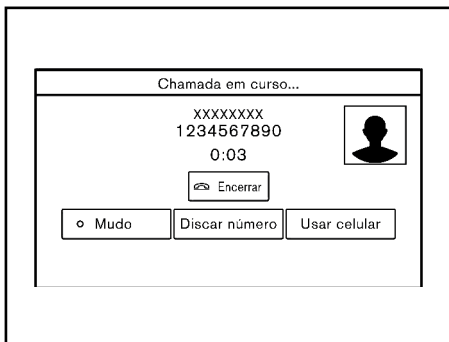 Chamada em curso...
XXXXXXXX
1234567890
0:03
Encerrar
Mudo Discar número Usar celular